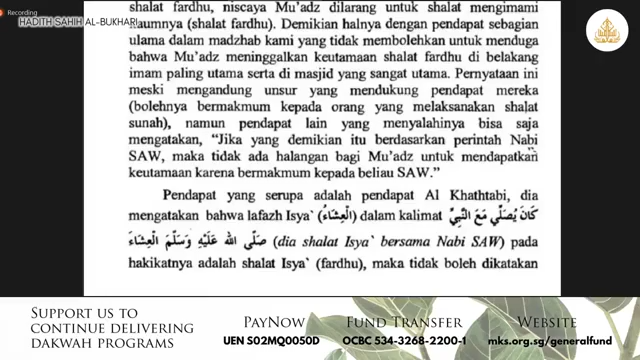 Recording
HADITH SAHIH AL-BUKHARI
shalat fardhu, niscaya Mu'adz dilarang untuk shalat mengimami
kaumnya (shalat fardhu). Demikian halnya dengan pendapat sebagian
ulama dalam madzhab kami yang tidak membolehkan untuk menduga
bahwa Mu'adz meninggalkan keutamaan shalat fardhu di belakang
imam paling utama serta di masjid yang sangat utama. Pernyataan ini
meski mengandung unsur yang mendukung pendapat mereka
(bolehnya bermakmum kepada orang yang melaksanakan shalat
sunah), namun pendapat lain yang menyalahinya bisa saja
mengatakan, "Jika yang demikian itu berdasarkan perintah Nabi
SAW, maka tidak ada halangan bagi Mu'adz untuk mendapatkan
keutamaan karena bermakmum kepada beliau SAW."
Pendapat yang serupa adalah pendapat Al Khathtabi, dia
mengatakan bahwa lafazh Isya` (الْعِشَاءُ) dalam kalimat كَانَ يُصَلِّي مَعَ النَّبِيِّ
صَلَّى اللهُ عَلَيْهِ وَسَلَّمَ الْعِشَاءَ (dia shalat Isya` bersama Nabi SAW) pada
hakikatnya adalah shalat Isya` (fardhu), maka tidak boleh dikatakan
Support us to
continue delivering
dakwah programs
PayNow
UEN S02MQ0050D
Fund Transfer
OCBC 534-3268-2200-1
Website
mks.org.sg/generalfund